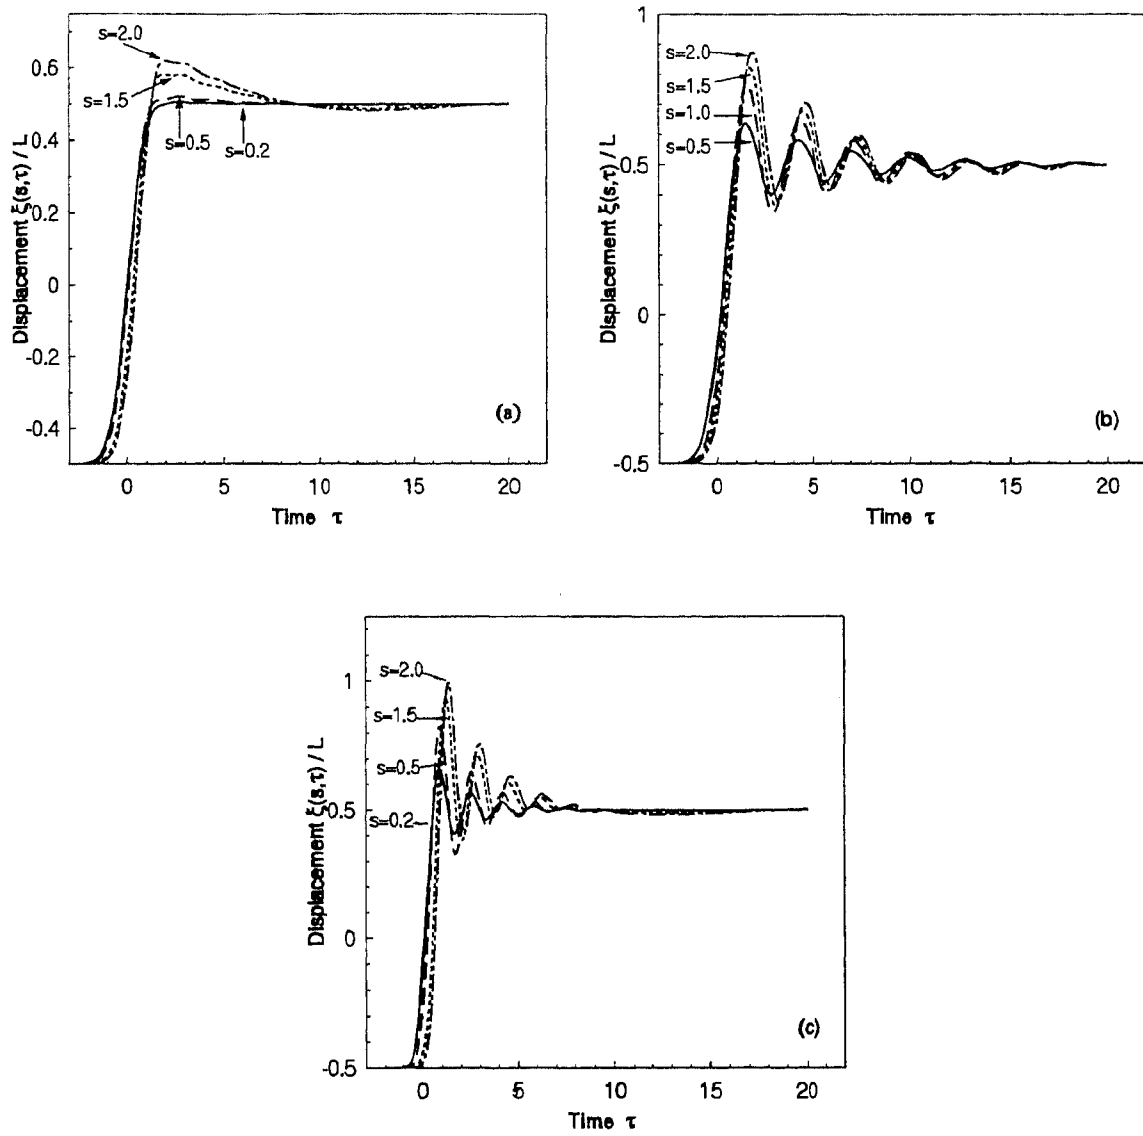 s=2.0
0.6
s=1.5
0.4
s=0.5
s=0.2
0.2
0
-0.2
-0.4
Displacement ξ(s,τ) / L
(a)
0
5
10
15
20
Time τ
1
s=2.0
s=1.5
s=1.0
s=0.5
0.5
0
-0.5
Displacement ξ(s,τ) / L
(b)
0
5
10
15
20
Time τ
s=2.0
1
s=1.5
s=0.5
s=0.2
0.5
0
-0.5
Displacement ξ(s,τ) / L
(c)
0
5
10
15
20
Time τ